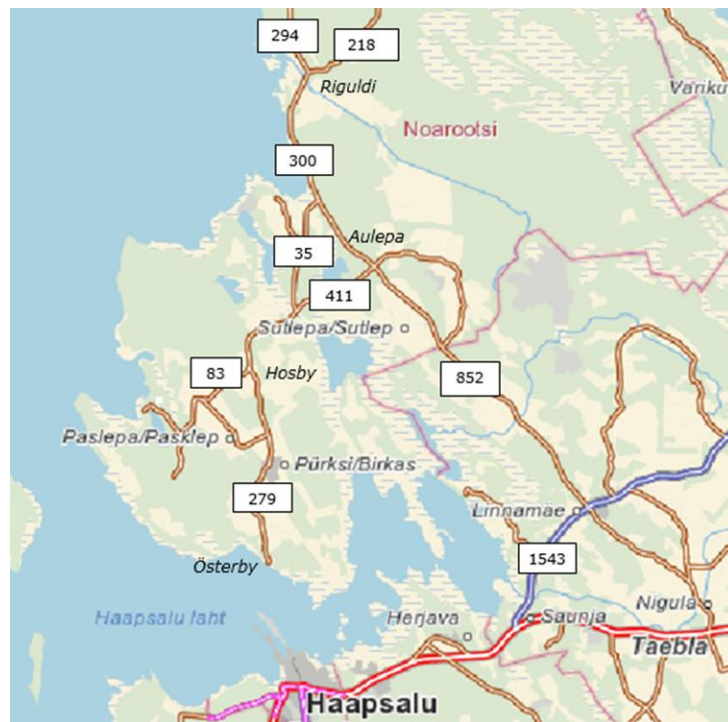 294
218
Riguldi
Variku
Noarootsi
300
Aulepa
35
411
Sutlepa/Sutlep
83
Hosby
852
Paslepa/Pasklep
Pürksi/Birkas
279
Linnamäe
1543
Österby
Haapsalu laht
Herjava
Saunja
Nigula
Taebla
Haapsalu